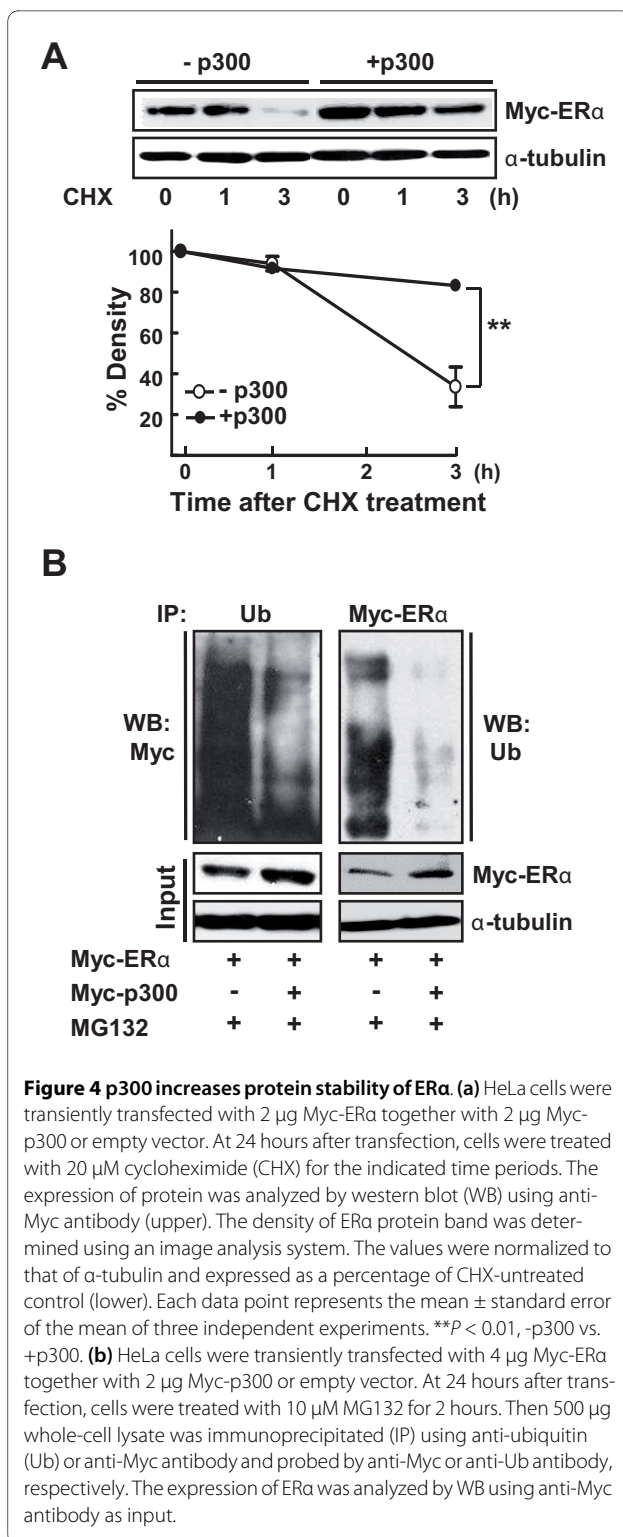 A
- p300 +p300
Myc-ERα
α-tubulin
CHX 0 1 3 0 1 3 (h)
100
80
60
40
20
% Density
- p300
+p300
**
0 1 2 3 (h)
Time after CHX treatment
B
IP: Ub Myc-ERα
WB: Myc
WB: Ub
Input
Myc-ERα
α-tubulin
Myc-ERα + + + +
Myc-p300 - + - +
MG132 + + + +
Figure 4 p300 increases protein stability of ERα. (a) HeLa cells were
transiently transfected with 2 μg Myc-ERα together with 2 μg Myc-
p300 or empty vector. At 24 hours after transfection, cells were treated
with 20 μM cycloheximide (CHX) for the indicated time periods. The
expression of protein was analyzed by western blot (WB) using anti-
Myc antibody (upper). The density of ERα protein band was deter-
mined using an image analysis system. The values were normalized to
that of α-tubulin and expressed as a percentage of CHX-untreated
control (lower). Each data point represents the mean ± standard error
of the mean of three independent experiments. **P < 0.01, -p300 vs.
+p300. (b) HeLa cells were transiently transfected with 4 μg Myc-ERα
together with 2 μg Myc-p300 or empty vector. At 24 hours after trans-
fection, cells were treated with 10 μM MG132 for 2 hours. Then 500 μg
whole-cell lysate was immunoprecipitated (IP) using anti-ubiquitin
(Ub) or anti-Myc antibody and probed by anti-Myc or anti-Ub antibody,
respectively. The expression of ERα was analyzed by WB using anti-Myc
antibody as input.